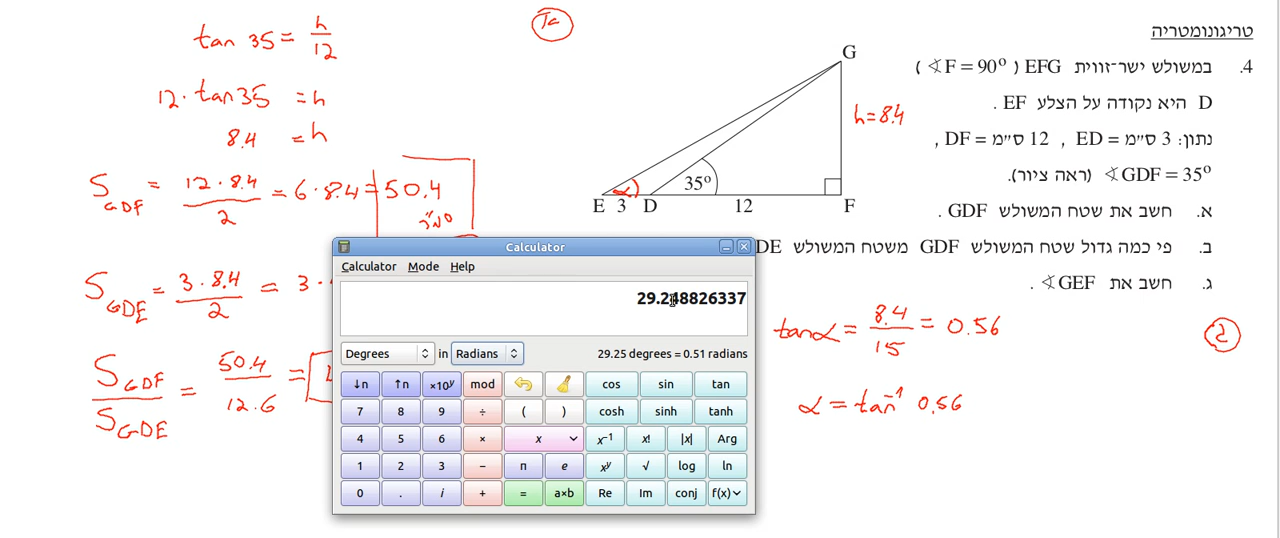 טריגונומטריה
4. במשולש ישר־זווית EFG ( ∢F = 90° )
D היא נקודה על הצלע EF .
נתון: 3 ס״מ = ED , 12 ס״מ = DF ,
∢GDF = 35° (ראה ציור).
א. חשב את שטח המשולש GDF .
ב. פי כמה גדול שטח המשולש GDF משטח המשולש DE
ג. חשב את ∢GEF .
G
h = 8.4
α
35°
E 3 D 12 F
tan 35 = h/12
12 · tan 35 = h
8.4 = h
S GDF = 12 · 8.4 / 2 = 6 · 8.4 = 50.4
סמ"ר
S GDE = 3 · 8.4 / 2 = 3 ·
S GDF / S GDE = 50.4 / 12.6 =
tan α = 8.4 / 15 = 0.56
α = tan⁻¹ 0.56
Calculator
Calculator Mode Help
29.248826337
Degrees in Radians 29.25 degrees = 0.51 radians
↓n ↑n ×10ʸ mod cos sin tan
7 8 9 ÷ ( ) cosh sinh tanh
4 5 6 × x x⁻¹ x! |x| Arg
1 2 3 − π e xʸ √ log ln
0 . i + = a×b Re Im conj f(x)